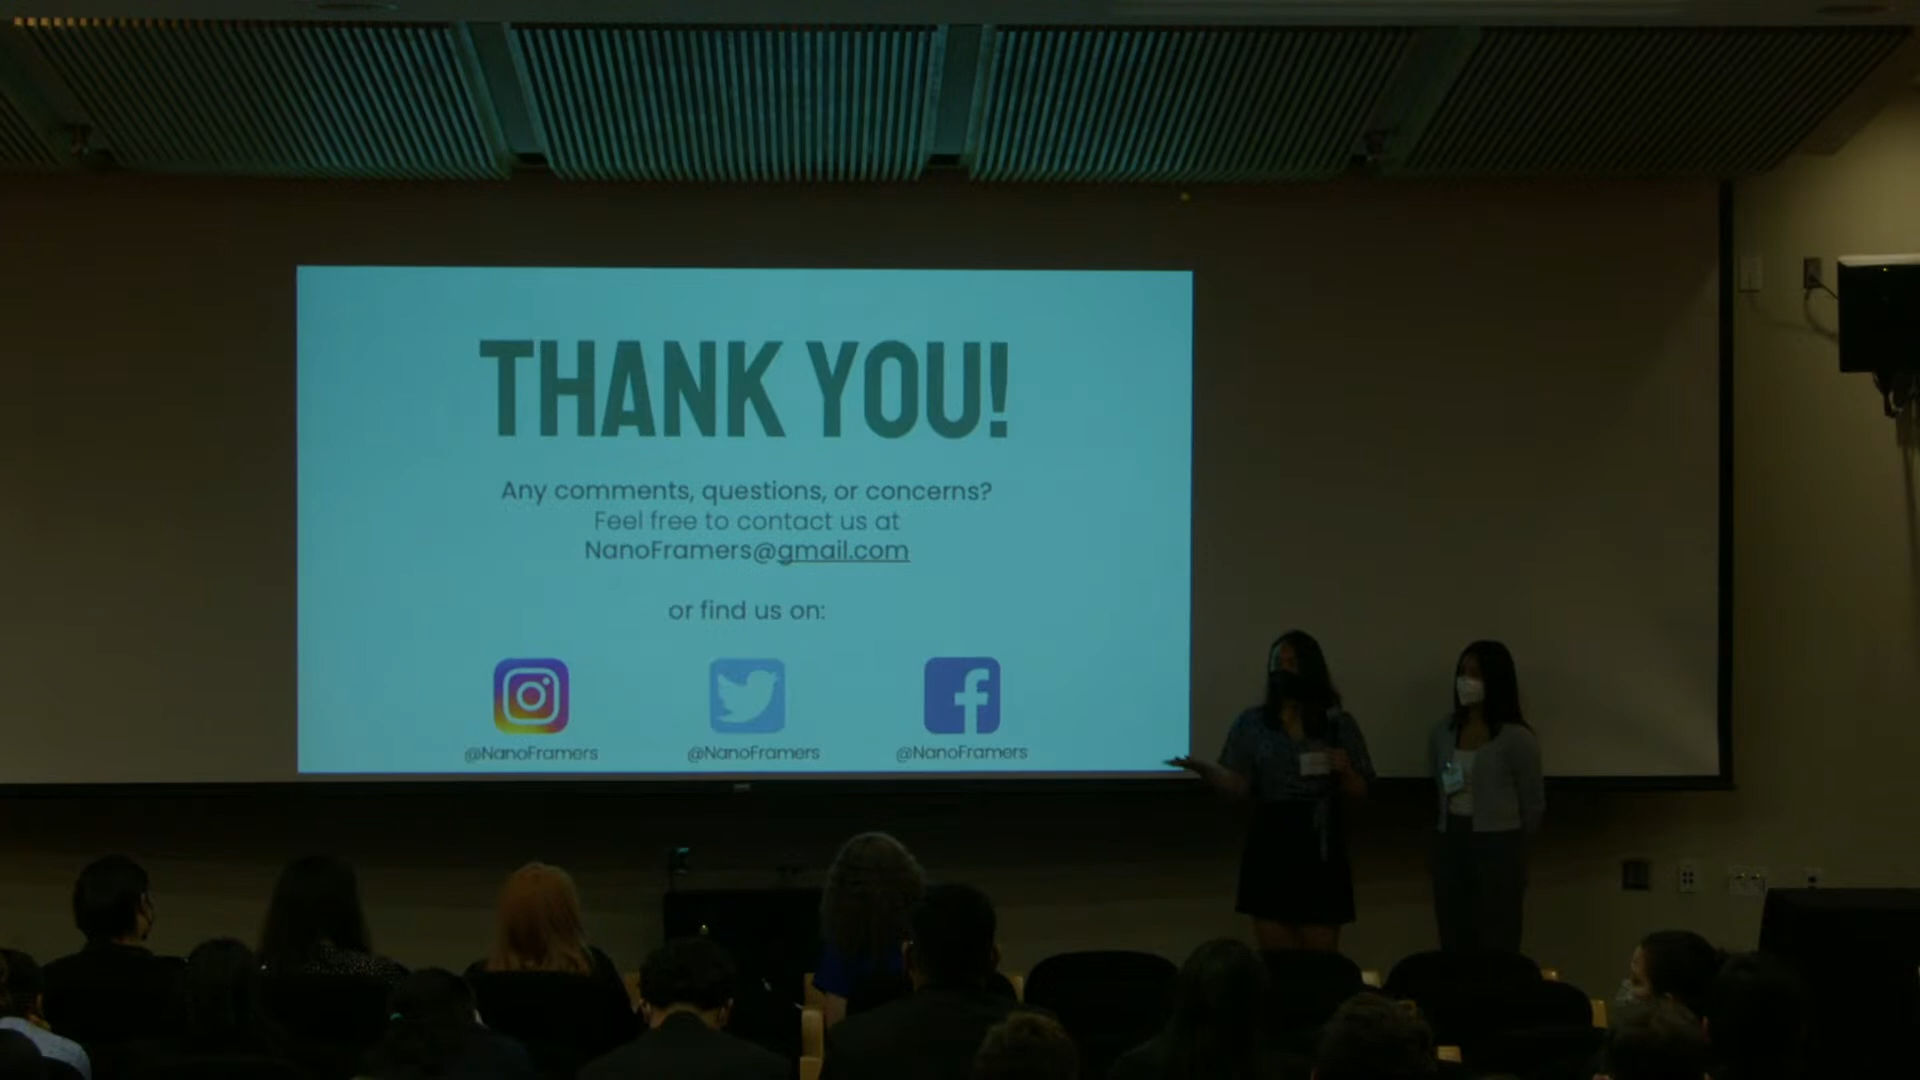 THANK YOU!
Any comments, questions, or concerns?
Feel free to contact us at
NanoFramers@gmail.com
or find us on:
@NanoFramers @NanoFramers @NanoFramers